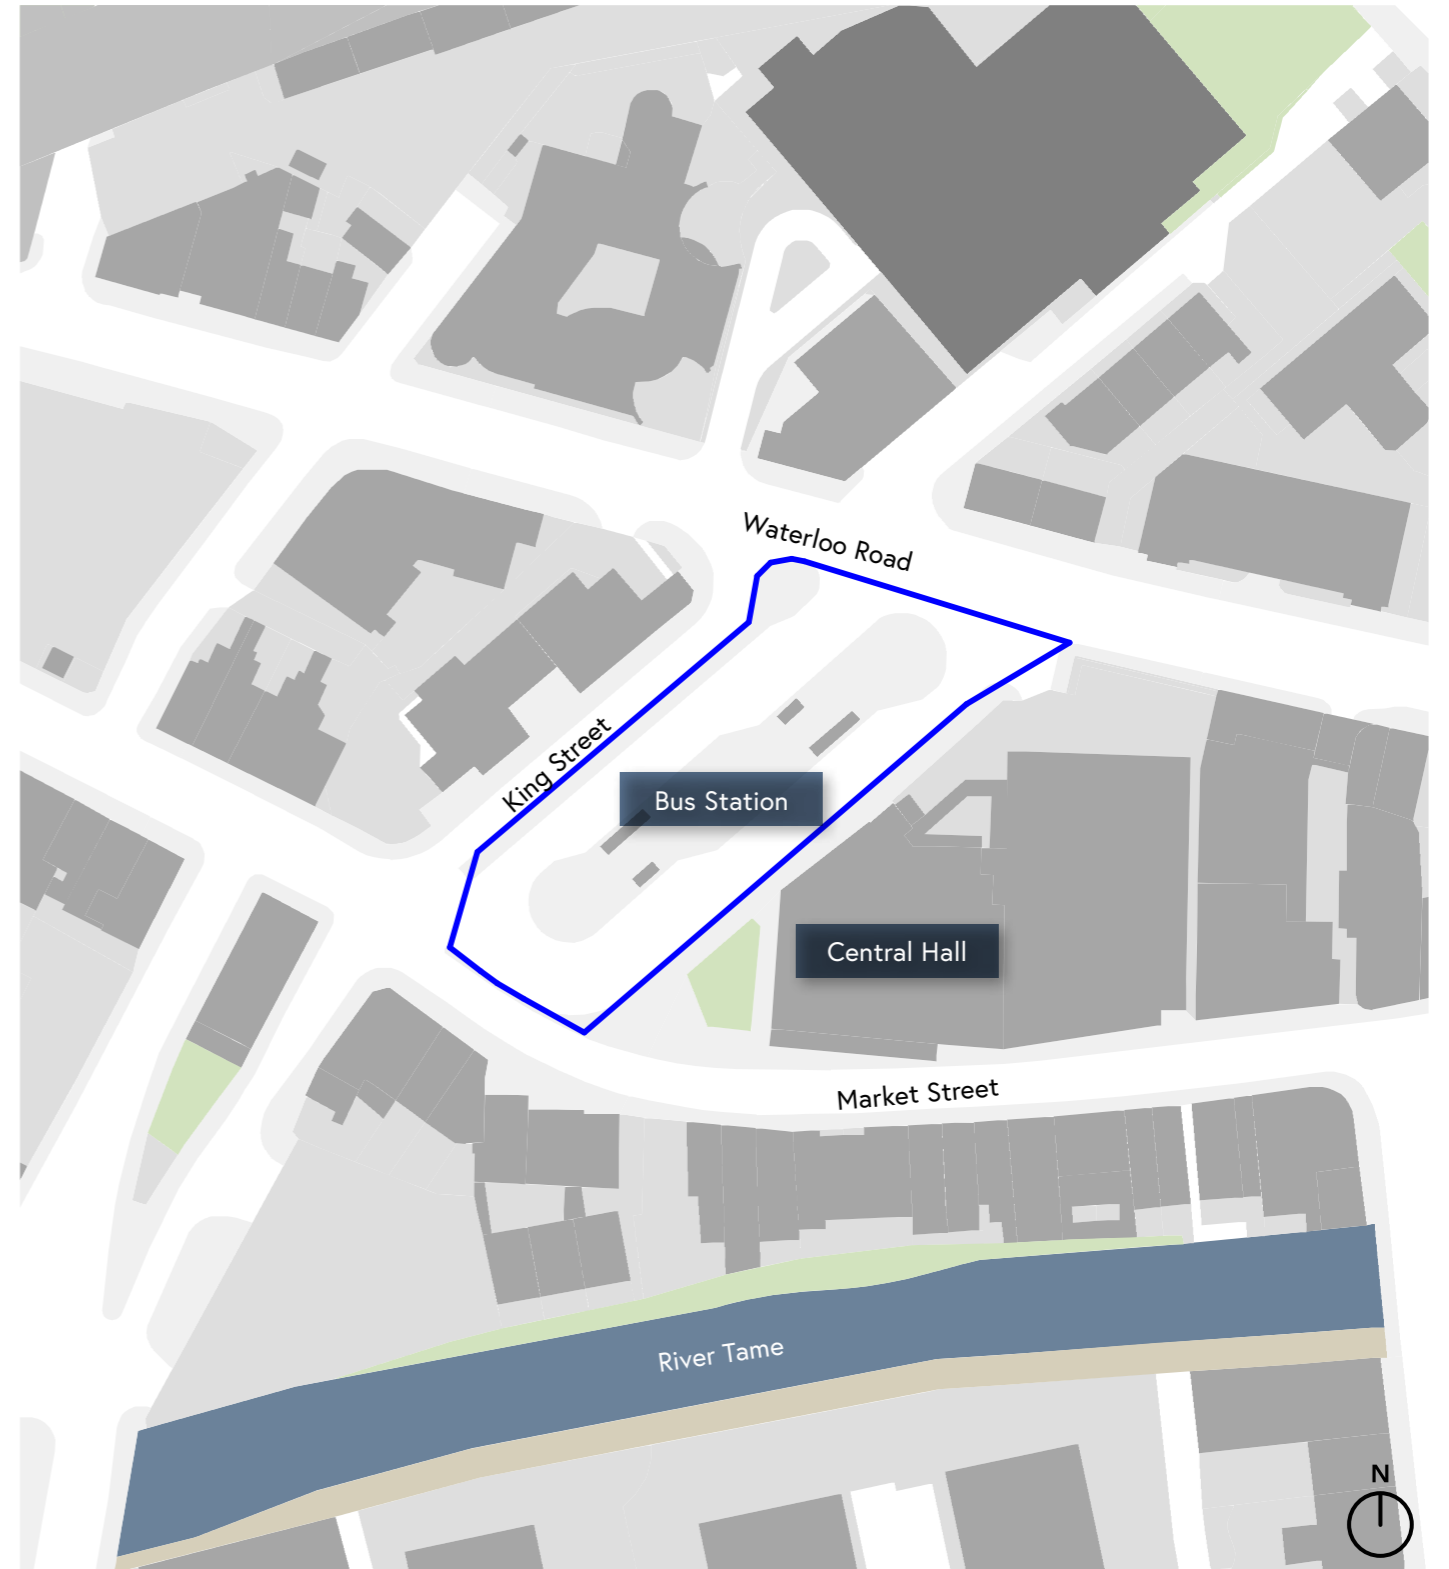 Waterloo Road
King Street
Bus Station
Central Hall
Market Street
River Tame
N